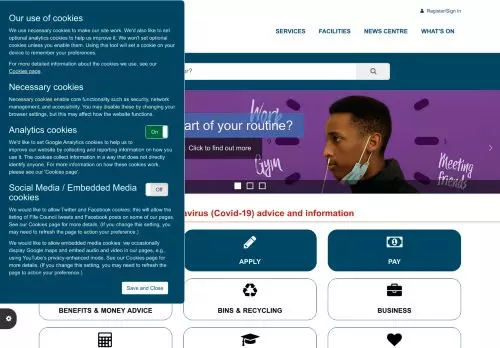 Register/Sign in
SERVICES FACILITIES NEWS CENTRE WHAT'S ON
Our use of cookies
We use necessary cookies to make our site work. We'd also like to set
optional analytics cookies to help us improve it. We won't set optional
cookies unless you enable them. Using this tool will set a cookie on your
device to remember your preferences.
For more detailed information about the cookies we use, see our
Cookies page.
Necessary cookies
Necessary cookies enable core functionality such as security, network
management, and accessibility. You may disable these by changing your
browser settings, but this may affect how the website functions.
Analytics cookies
On
We'd like to set Google Analytics cookies to help us to
improve our website by collecting and reporting information on how
you use it. The cookies collect information in a way that does not directly
identify anyone. For more information on how these cookies work,
please see our 'Cookies page'.
Social Media / Embedded Media
cookies
Off
We would like to allow Twitter and Facebook cookies: this will allow the
listing of Fife Council tweets and Facebook posts on some of our pages.
See our Cookies page for more details. (If you change this setting, you
may need to refresh the page to action your preference.)
We would like to allow embedded media cookies: we occasionally
display Google maps and embed audio and video in our pages, e.g.,
using YouTube's privacy-enhanced mode. See our Cookies page for
more details. (If you change this setting, you may need to refresh the
page to action your preference.)
Save and Close
art of your routine?
Click to find out more
Work
Gym
Meeting
friends
avirus (Covid-19) advice and information
APPLY
PAY
BENEFITS & MONEY ADVICE
BINS & RECYCLING
BUSINESS